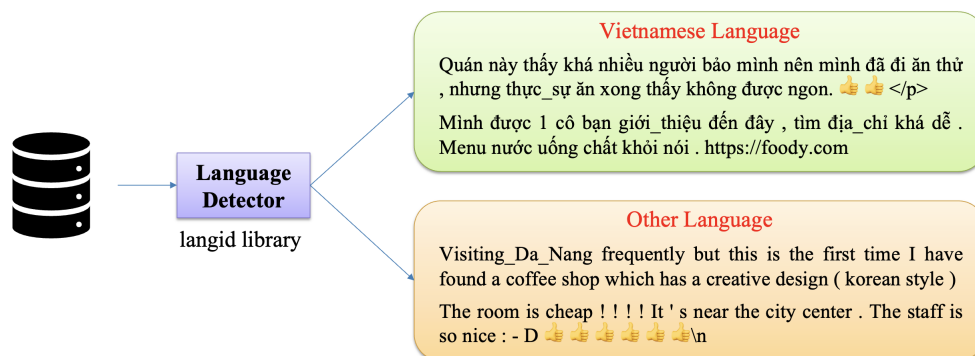 Vietnamese Language
Quán này thấy khá nhiều người bảo mình nên mình đã đi ăn thử
, nhưng thực_sự ăn xong thấy không được ngon. 👍 👍 </p>
Mình được 1 cô bạn giới_thiệu đến đây , tìm địa_chỉ khá dễ .
Menu nước uống chất khỏi nói . https://foody.com
Language
Detector
langid library
Other Language
Visiting_Da_Nang frequently but this is the first time I have
found a coffee shop which has a creative design ( korean style )
The room is cheap ! ! ! ! It ' s near the city center . The staff is
so nice : - D 👍 👍 👍 👍 👍 👍\n